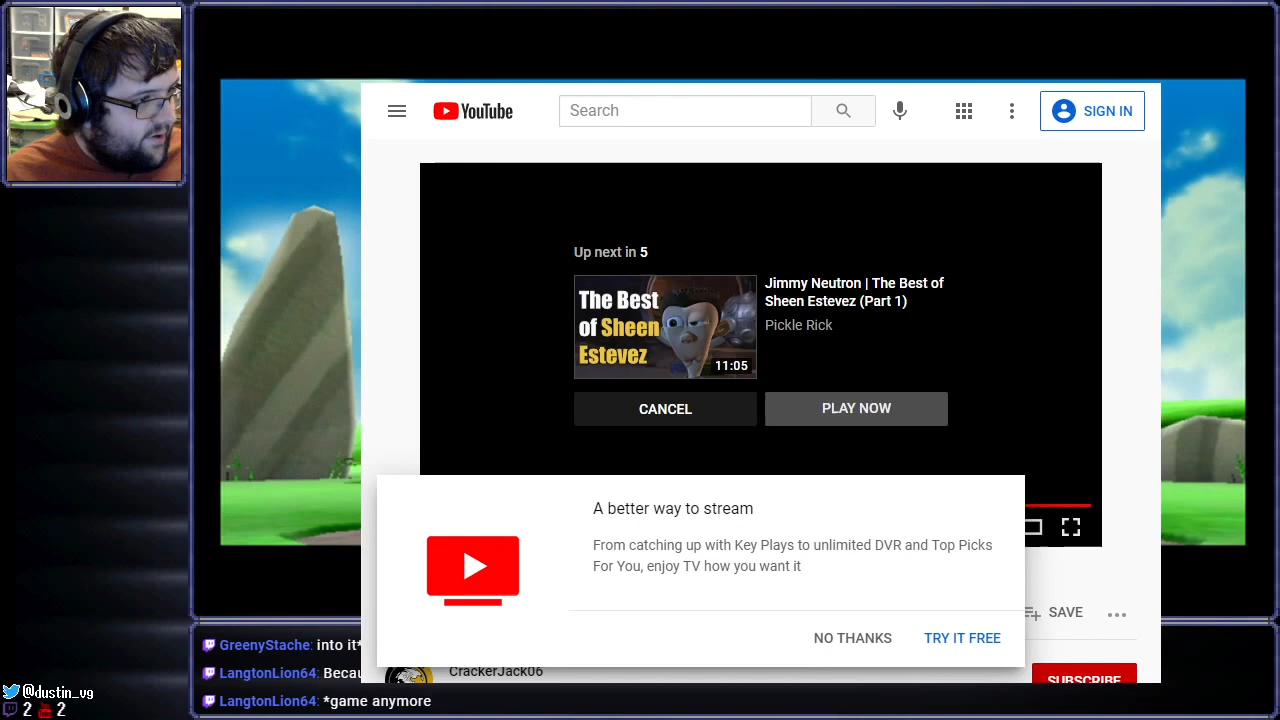 YouTube
Search
SIGN IN
Up next in 5
The Best
of Sheen
Estevez
11:05
Jimmy Neutron | The Best of
Sheen Estevez (Part 1)
Pickle Rick
CANCEL
PLAY NOW
A better way to stream
From catching up with Key Plays to unlimited DVR and Top Picks
For You, enjoy TV how you want it
NO THANKS
TRY IT FREE
SAVE
CrackerJack06
SUBSCRIBE
GreenyStache: into it*
LangtonLion64: Becau
LangtonLion64: *game anymore
@dustin_vg
2 2